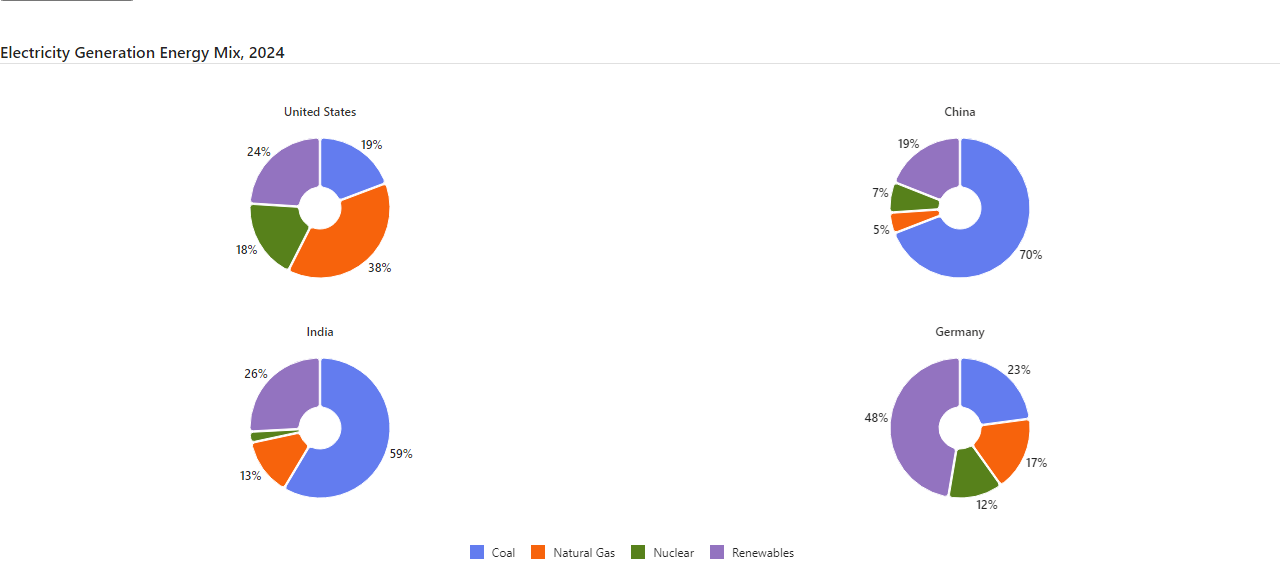 Electricity Generation Energy Mix, 2024
United States
24%
19%
18%
38%
China
19%
7%
5%
70%
India
26%
59%
13%
Germany
23%
48%
17%
12%
Coal
Natural Gas
Nuclear
Renewables